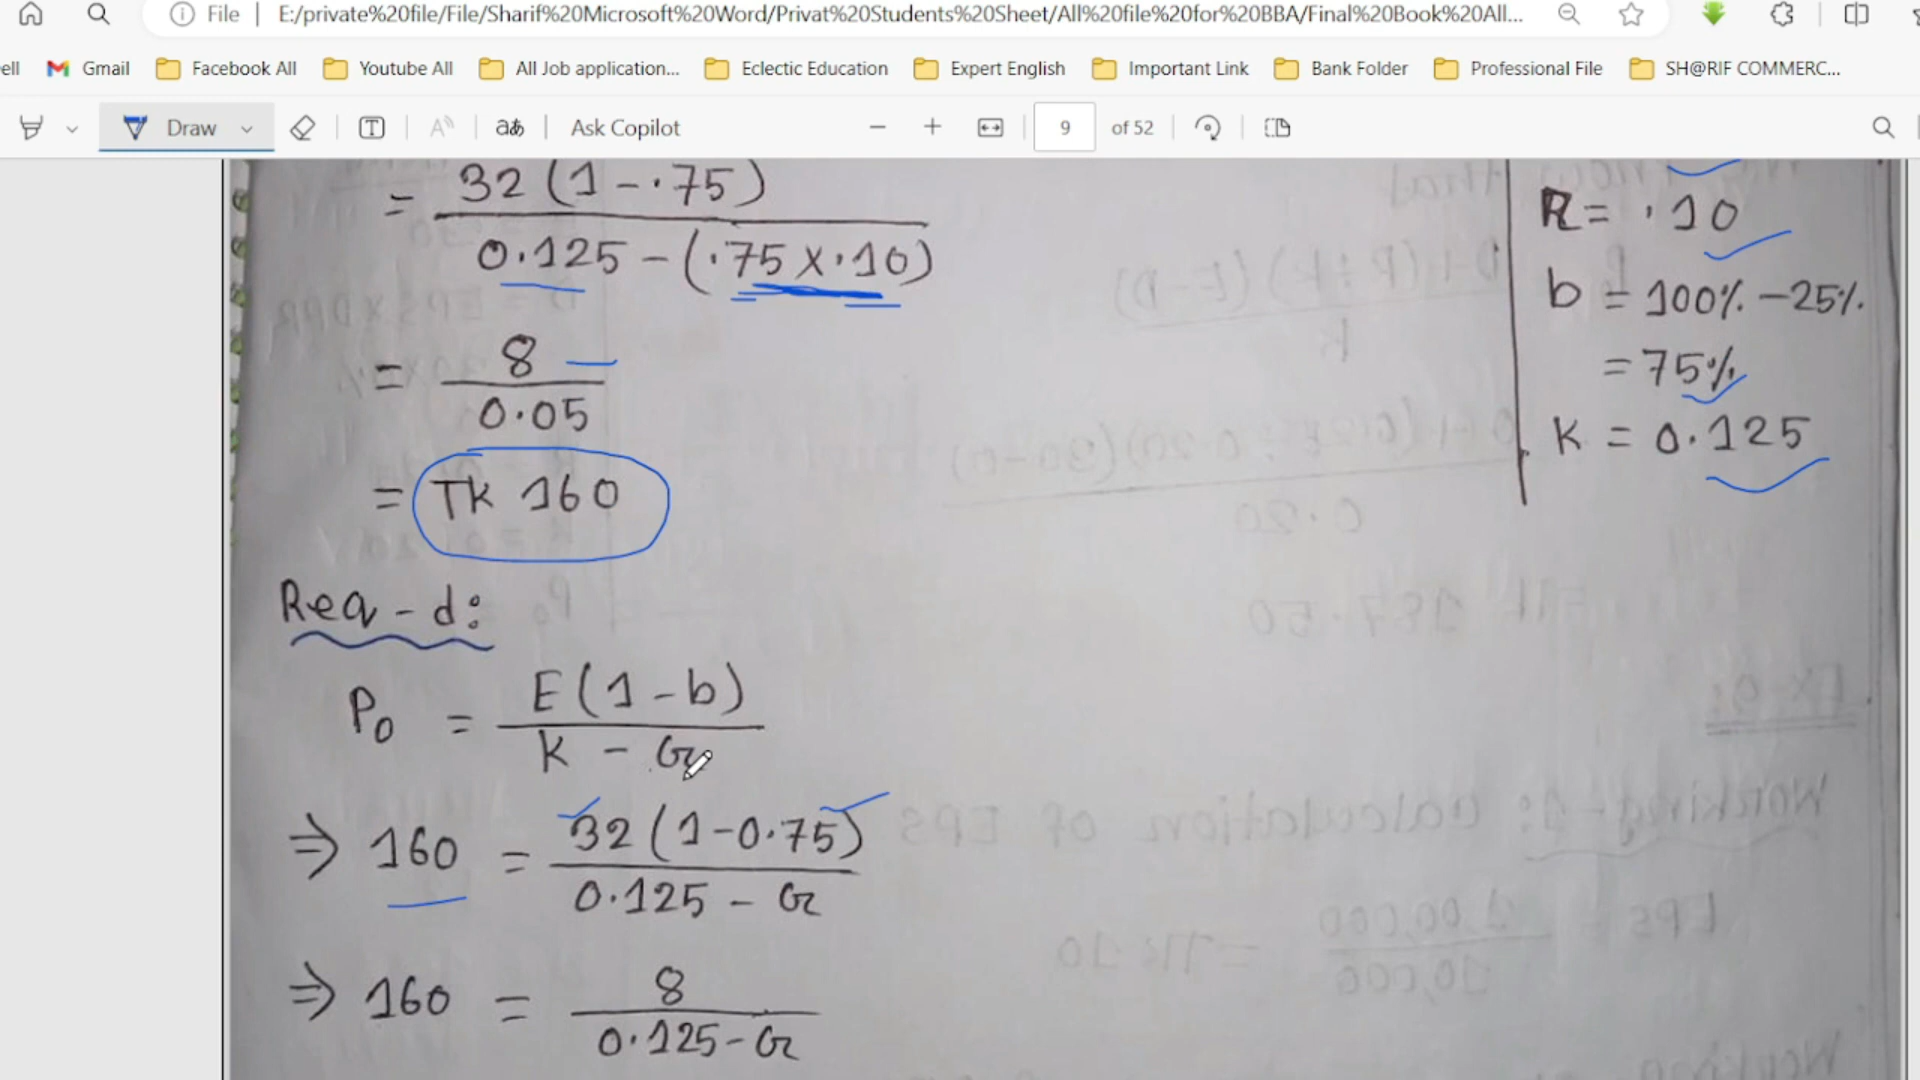 File E:/private%20file/File/Sharif%20Microsoft%20Word/Privat%20Students%20Sheet/All%20file%20for%20BBA/Final%20Book%20All...
ell Gmail Facebook All Youtube All All Job application... Eclectic Education Expert English Important Link Bank Folder Professional File SH@RIF COMMERC...
Draw aあ Ask Copilot 9 of 52
= 32 (1 - .75)
0.125 - (.75 X .10)
= 8
0.05
= TK 160
R = .10
b = 100% - 25%
= 75%
K = 0.125
Req - d:
P0 = E (1 - b)
K - G
⇒ 160 = 32 (1 - 0.75)
0.125 - G
⇒ 160 = 8
0.125 - G